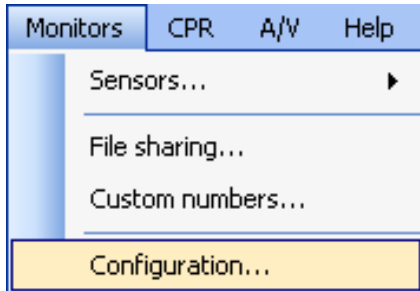 Monitors CPR A/V Help
Sensors...
File sharing...
Custom numbers...
Configuration...